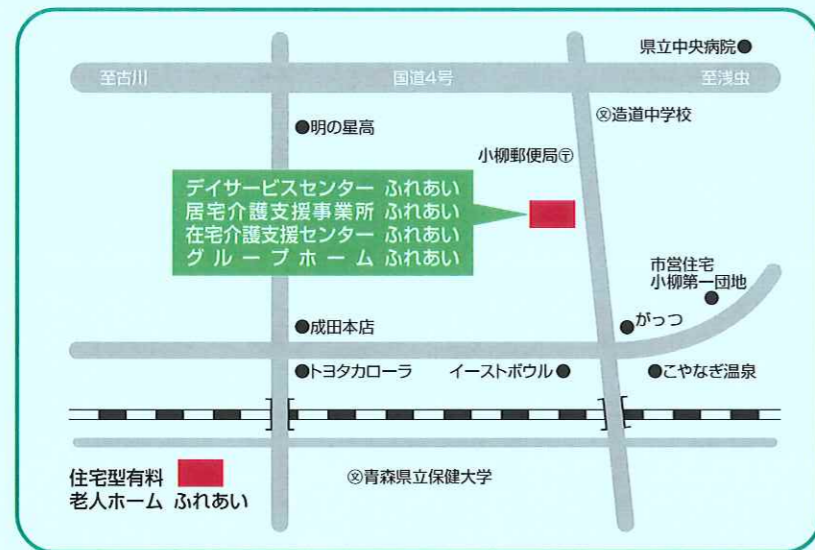 県立中央病院
至古川
国道4号
至浅虫
㊫造道中学校
明の星高
小柳郵便局〶
デイサービスセンター ふれあい
居宅介護支援事業所 ふれあい
在宅介護支援センター ふれあい
グループホーム ふれあい
市営住宅
小柳第一団地
がっつ
成田本店
トヨタカローラ
イーストボウル
こやなぎ温泉
住宅型有料
老人ホーム ふれあい
㊫青森県立保健大学